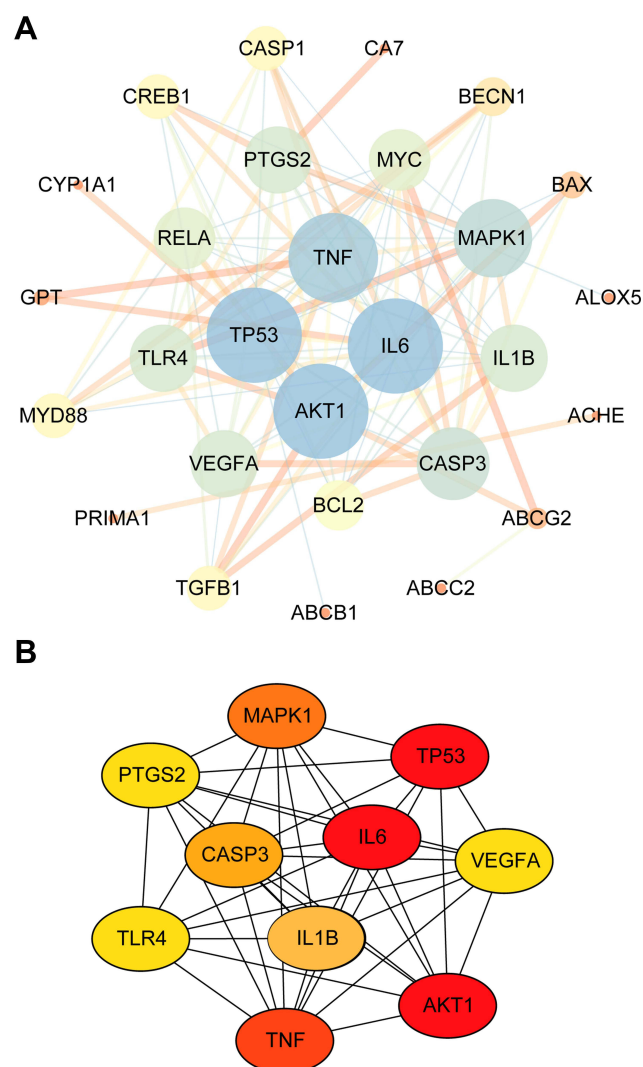 A
CASP1
CA7
CREB1
BECN1
PTGS2
MYC
CYP1A1
BAX
RELA
MAPK1
TNF
GPT
ALOX5
TP53
IL6
TLR4
IL1B
AKT1
MYD88
ACHE
VEGFA
CASP3
BCL2
PRIMA1
ABCG2
TGFB1
ABCC2
ABCB1
B
MAPK1
TP53
PTGS2
IL6
CASP3
VEGFA
TLR4
IL1B
AKT1
TNF